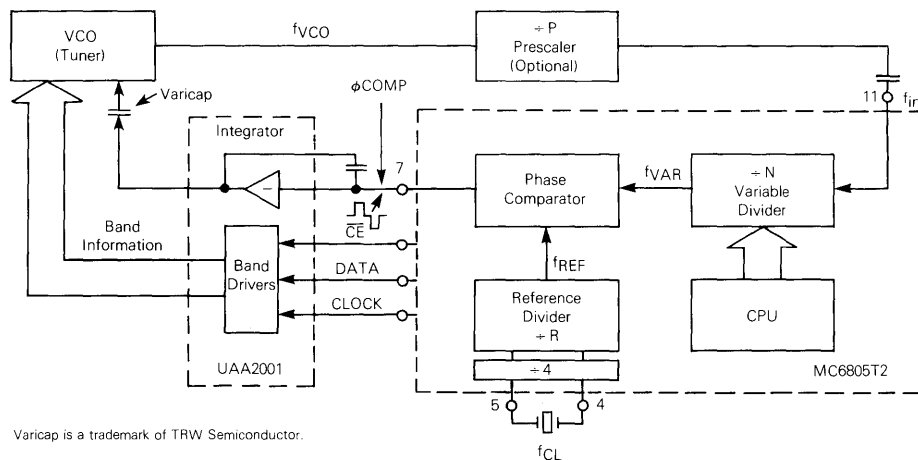 VCO
(Tuner)
fVCO
÷ P
Prescaler
(Optional)
Varicap
φCOMP
11
fin
Integrator
7
−
Phase
Comparator
fVAR
÷ N
Variable
Divider
CE
Band
Information
Band
Drivers
DATA
CLOCK
fREF
Reference
Divider
÷ R
CPU
÷ 4
UAA2001
MC6805T2
5
4
fCL
Varicap is a trademark of TRW Semiconductor.